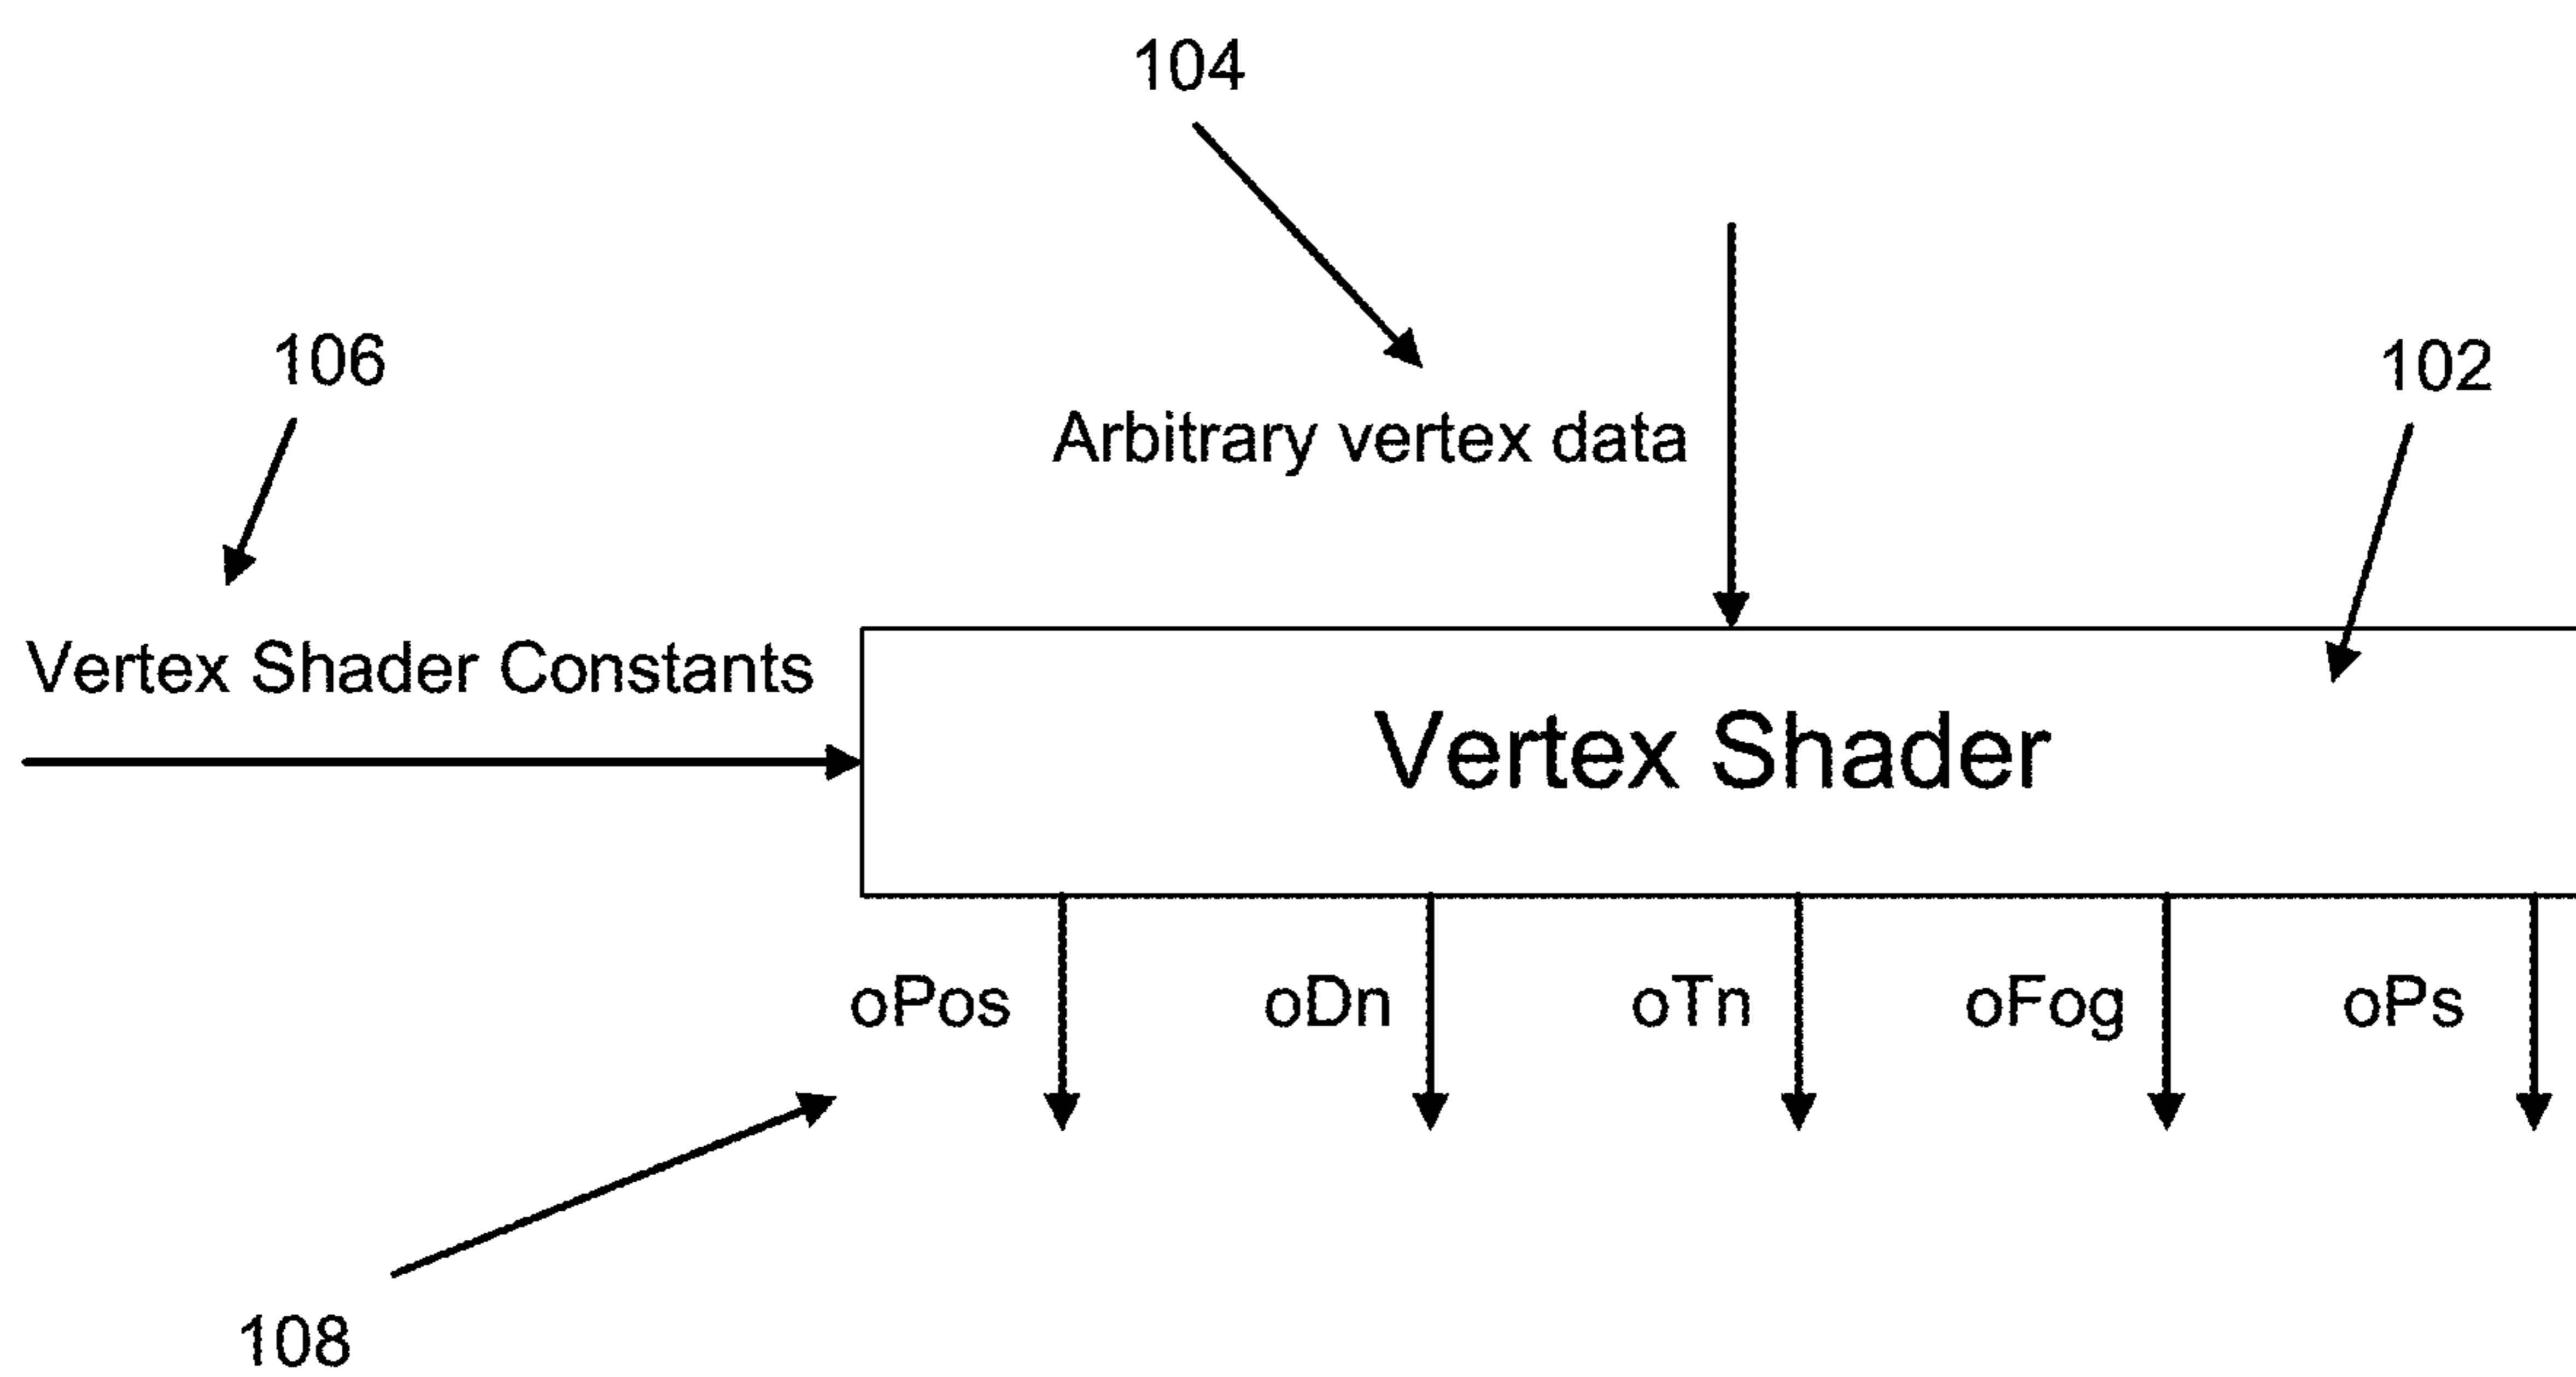 104
106
102
Arbitrary vertex data
Vertex Shader Constants
Vertex Shader
oPos oDn oTn oFog oPs
108